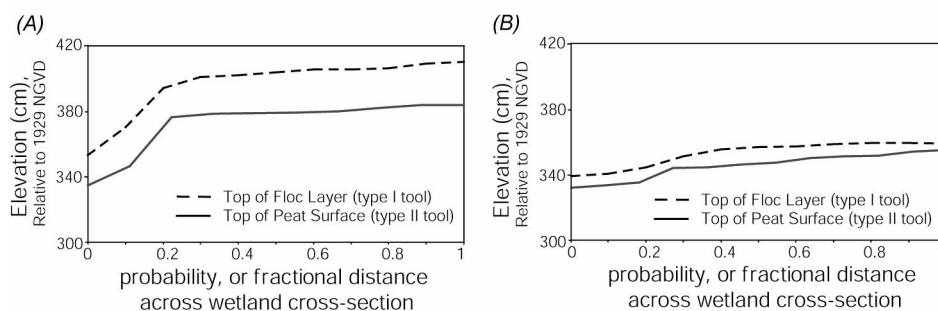 (A)
420
380
340
300
Elevation (cm),
Relative to 1929 NGVD
Top of Floc Layer (type I tool)
Top of Peat Surface (type II tool)
0 0.2 0.4 0.6 0.8 1
probability, or fractional distance
across wetland cross-section
(B)
420
380
340
300
Elevation (cm),
Relative to 1929 NGVD
Top of Floc Layer (type I tool)
Top of Peat Surface (type II tool)
0 0.2 0.4 0.6 0.8
probability, or fractional distance
across wetland cross-section